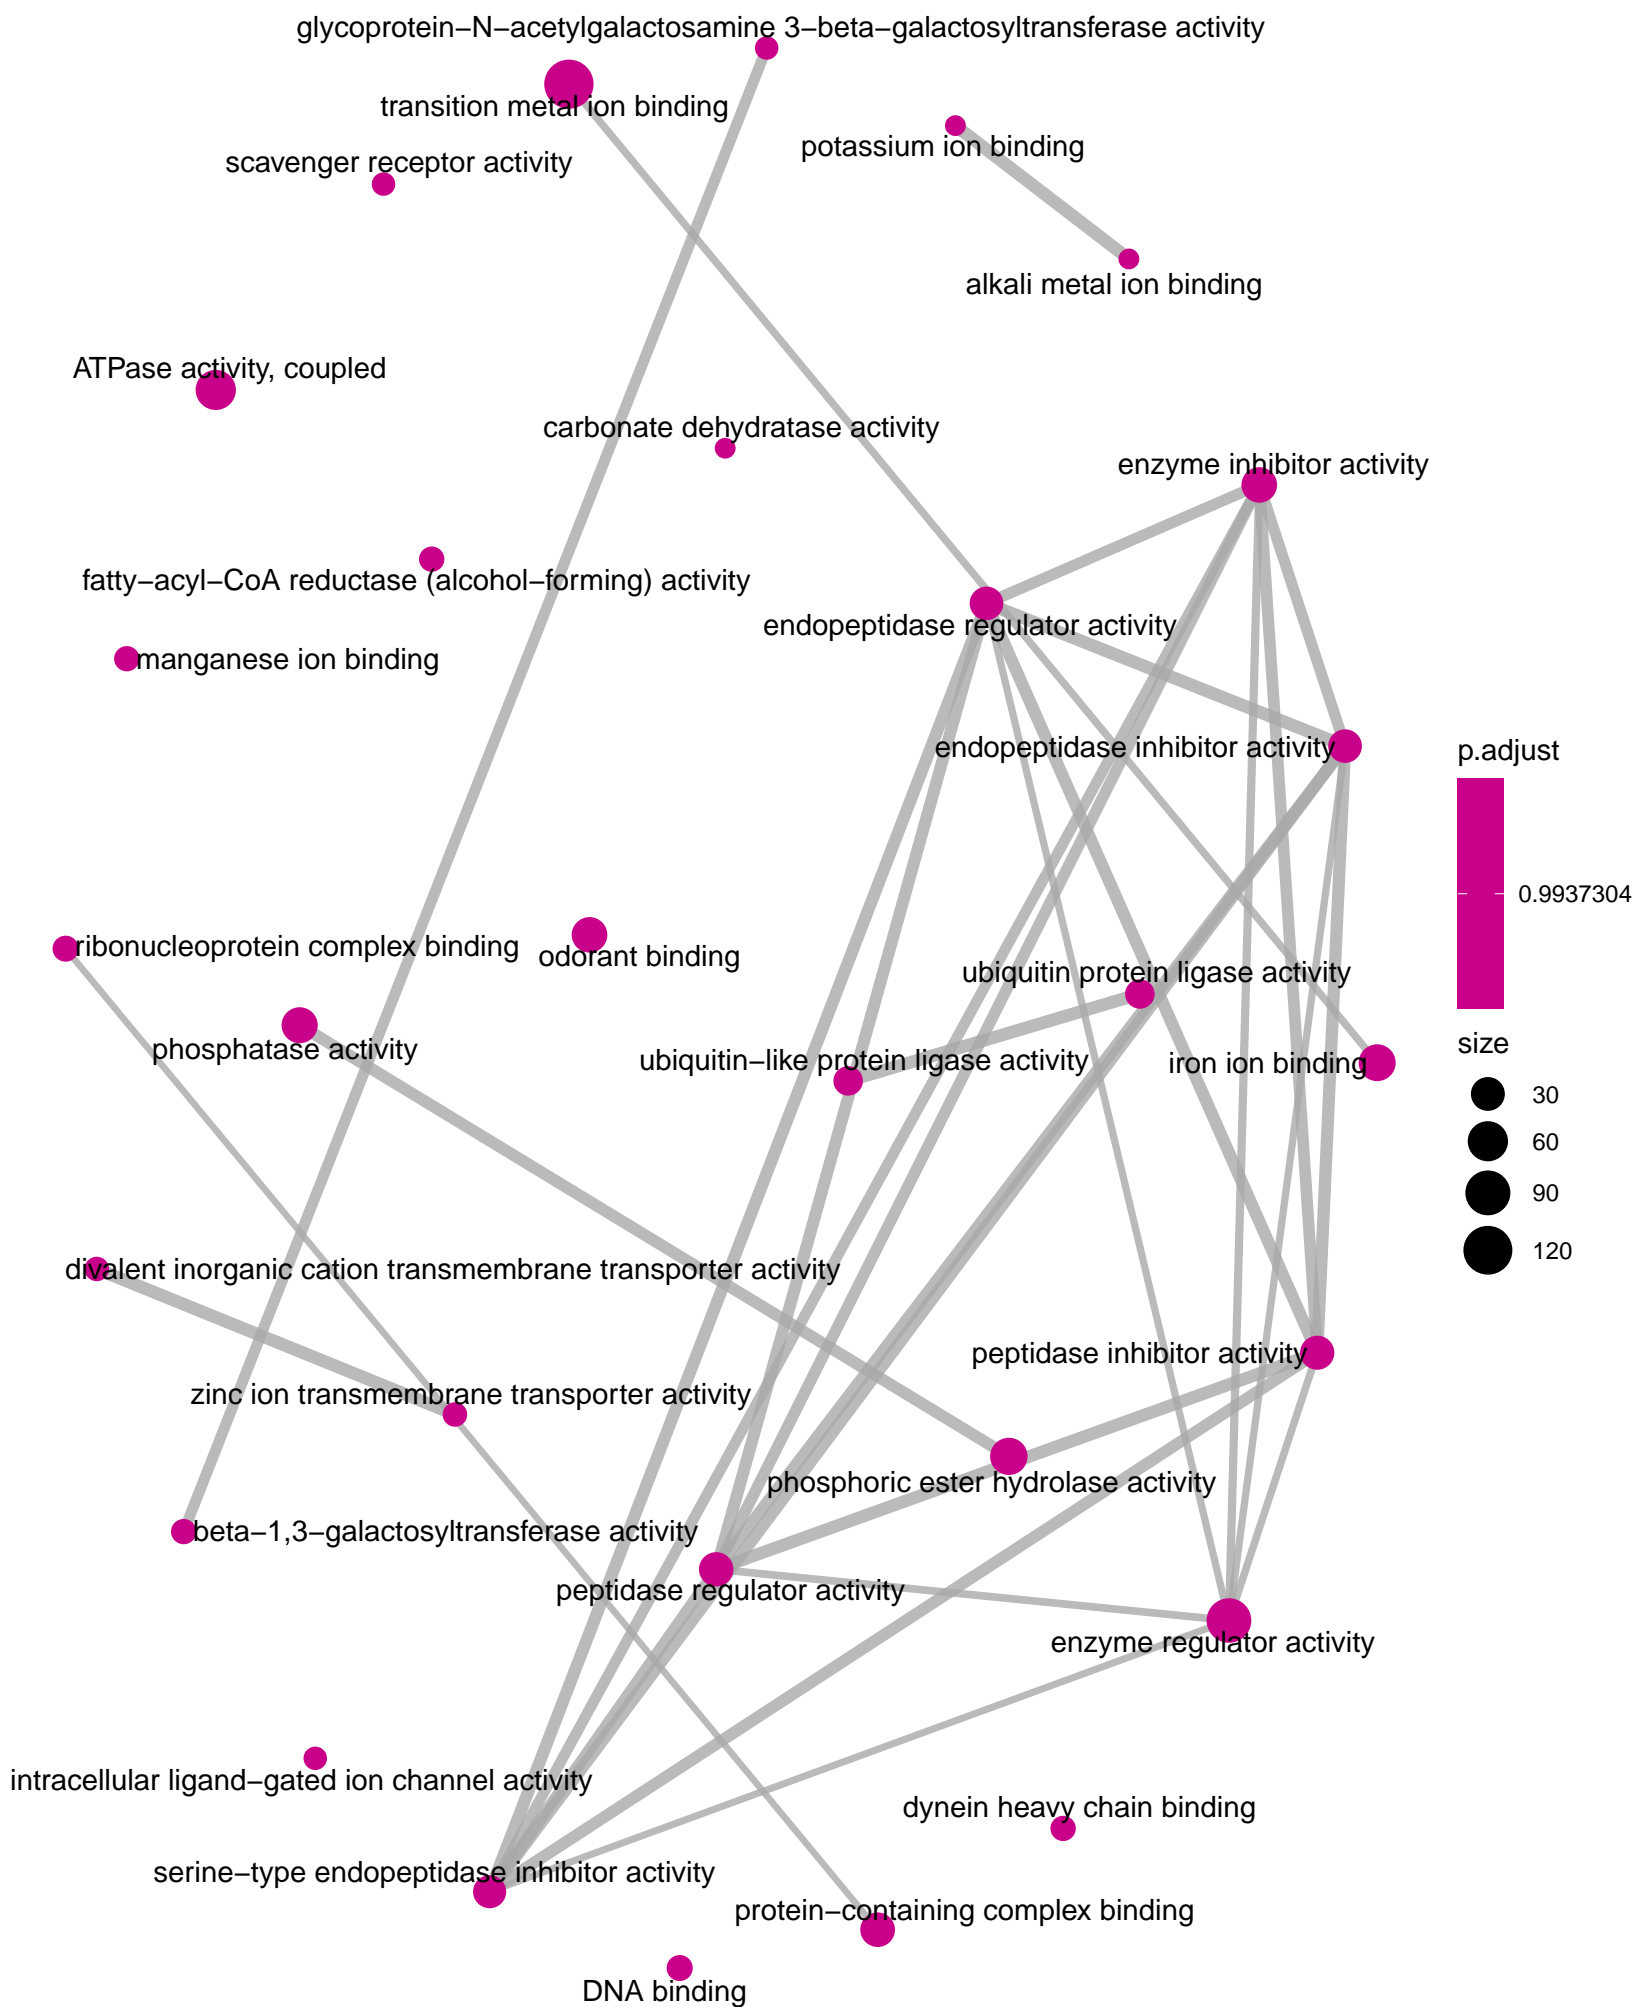 glycoprotein−N−acetylgalactosamine 3−beta−galactosyltransferase activity
transition metal ion binding
potassium ion binding
scavenger receptor activity
alkali metal ion binding
ATPase activity, coupled
carbonate dehydratase activity
enzyme inhibitor activity
fatty−acyl−CoA reductase (alcohol−forming) activity
endopeptidase regulator activity
manganese ion binding
endopeptidase inhibitor activity
p.adjust
0.9937304
ribonucleoprotein complex binding
odorant binding
ubiquitin protein ligase activity
phosphatase activity
ubiquitin−like protein ligase activity
iron ion binding
size
30
60
90
120
divalent inorganic cation transmembrane transporter activity
peptidase inhibitor activity
zinc ion transmembrane transporter activity
phosphoric ester hydrolase activity
beta−1,3−galactosyltransferase activity
peptidase regulator activity
enzyme regulator activity
intracellular ligand−gated ion channel activity
dynein heavy chain binding
serine−type endopeptidase inhibitor activity
protein−containing complex binding
DNA binding